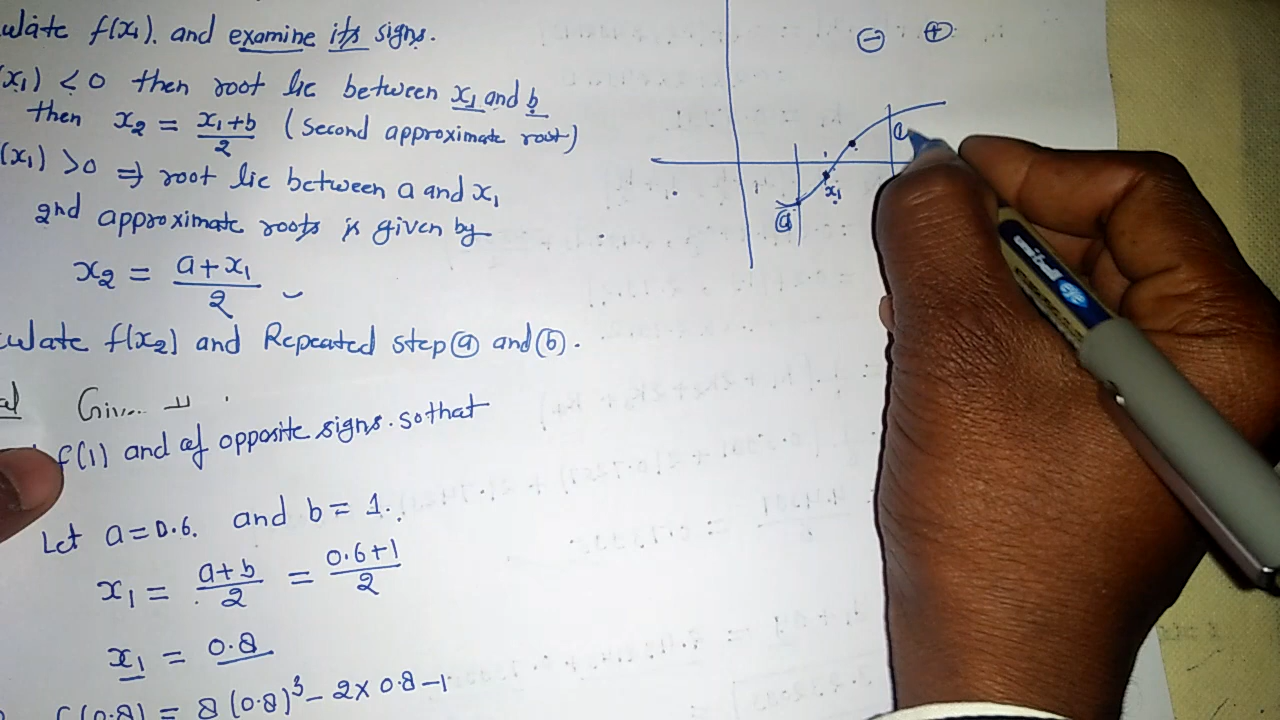 ulate f(x₁). and examine its signs.
(x₁) < 0 then root lie between x₁ and b
then x₂ = x₁+b / 2 (Second approximate root)
(x₁) > 0 ⇒ root lie between a and x₁
2nd approximate roots is given by
x₂ = a+x₁ / 2
culate f(x₂) and Repeated step ⓐ and (b).
al Giv...
f(1) and of opposite signs. so that
Let a = 0.6. and b = 1.
x₁ = a+b / 2 = 0.6+1 / 2
x₁ = 0.8
f(0.8) = 8(0.8)³ - 2×0.8-1
⊖ ⊕
x₁
ⓐ